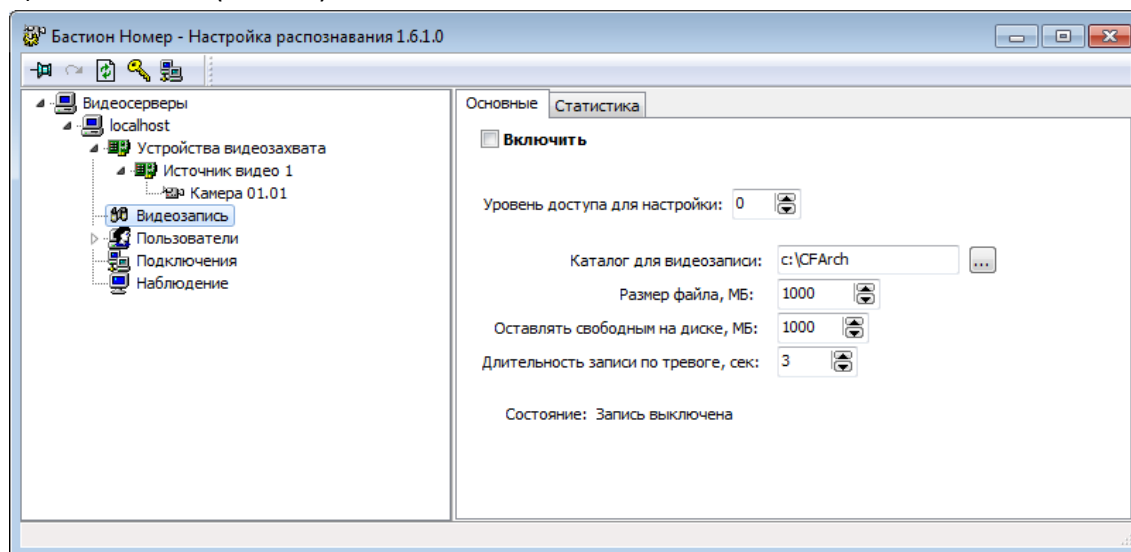 Бастион Номер - Настройка распознавания 1.6.1.0
Видеосерверы
localhost
Устройства видеозахвата
Источник видео 1
Камера 01.01
Видеозапись
Пользователи
Подключения
Наблюдение
Основные Статистика
Включить
Уровень доступа для настройки: 0
Каталог для видеозаписи: c:\CFArch ...
Размер файла, МБ: 1000
Оставлять свободным на диске, МБ: 1000
Длительность записи по тревоге, сек: 3
Состояние: Запись выключена